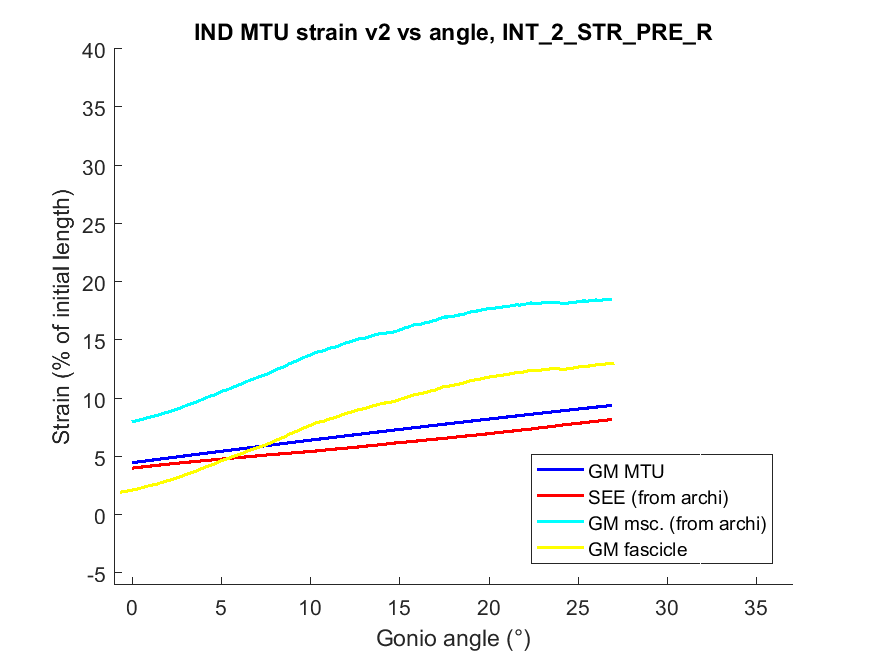 IND MTU strain v2 vs angle, INT_2_STR_PRE_R
40
35
30
25
20
15
10
5
0
-5
Strain (% of initial length)
0 5 10 15 20 25 30 35
Gonio angle (°)
GM MTU
SEE (from archi)
GM msc. (from archi)
GM fascicle